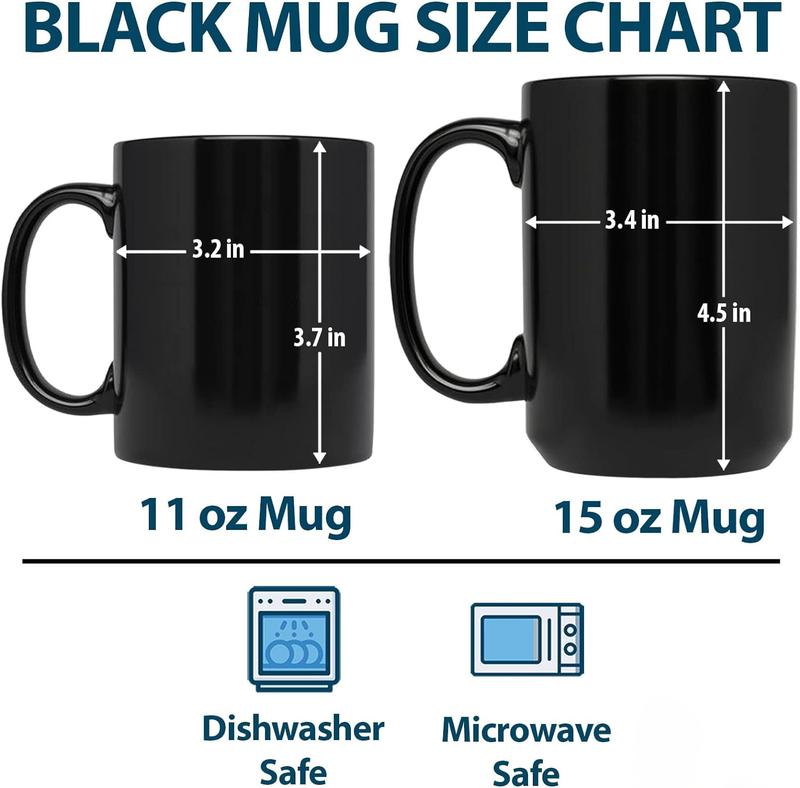 BLACK MUG SIZE CHART
3.2 in
3.7 in
3.4 in
4.5 in
11 oz Mug
15 oz Mug
Dishwasher
Safe
Microwave
Safe